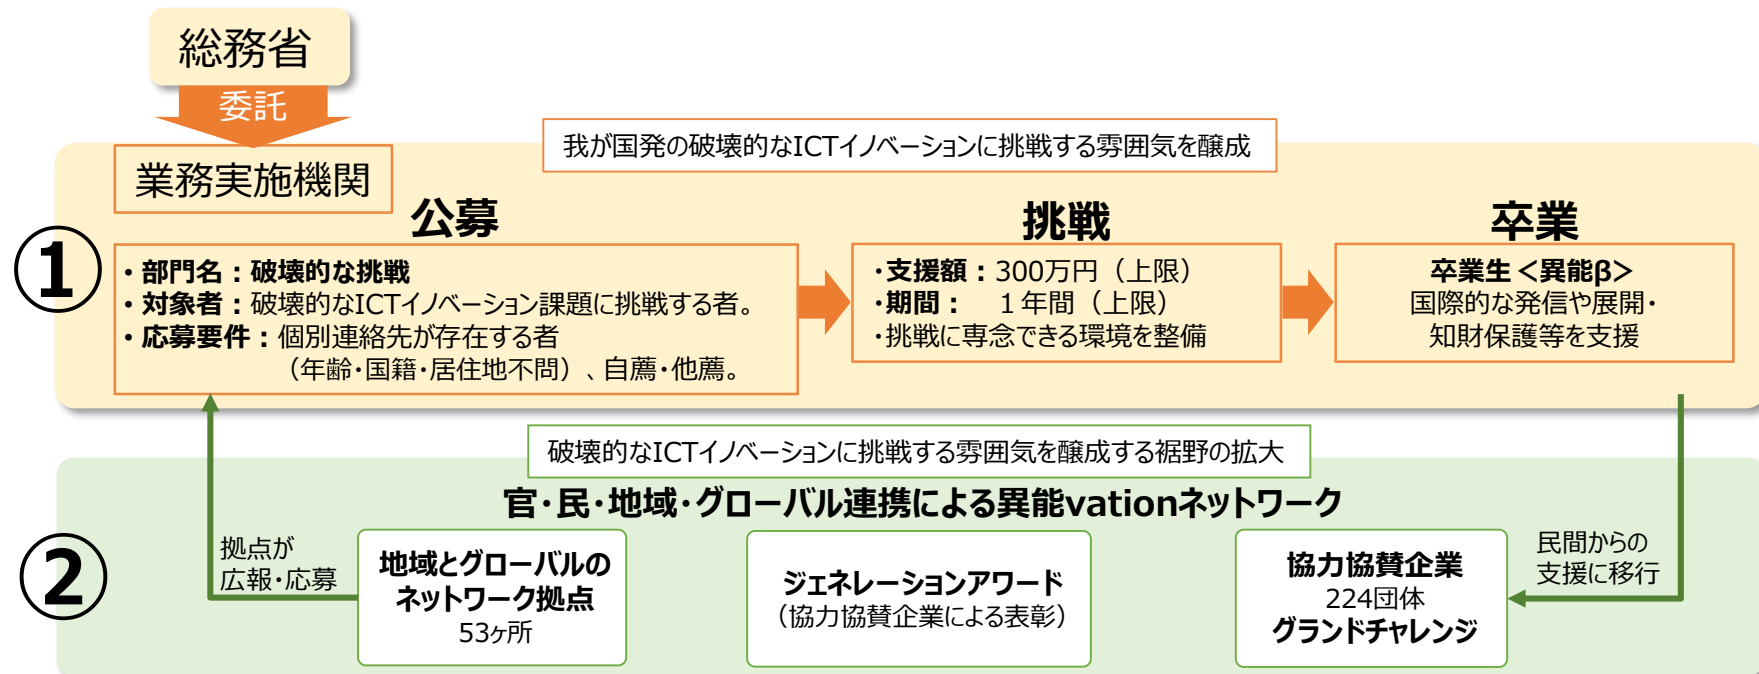 総務省
委託
業務実施機関
我が国発の破壊的なICTイノベーションに挑戦する雰囲気を醸成
①
公募
・部門名：破壊的な挑戦
・対象者：破壊的なICTイノベーション課題に挑戦する者。
・応募要件：個別連絡先が存在する者
（年齢・国籍・居住地不問）、自薦・他薦。
挑戦
・支援額：300万円（上限）
・期間：　１年間（上限）
・挑戦に専念できる環境を整備
卒業
卒業生＜異能β＞
国際的な発信や展開・
知財保護等を支援
破壊的なICTイノベーションに挑戦する雰囲気を醸成する裾野の拡大
官・民・地域・グローバル連携による異能vationネットワーク
②
拠点が
広報・応募
地域とグローバルの
ネットワーク拠点
53ヶ所
ジェネレーションアワード
（協力協賛企業による表彰）
協力協賛企業
224団体
グランドチャレンジ
民間からの
支援に移行